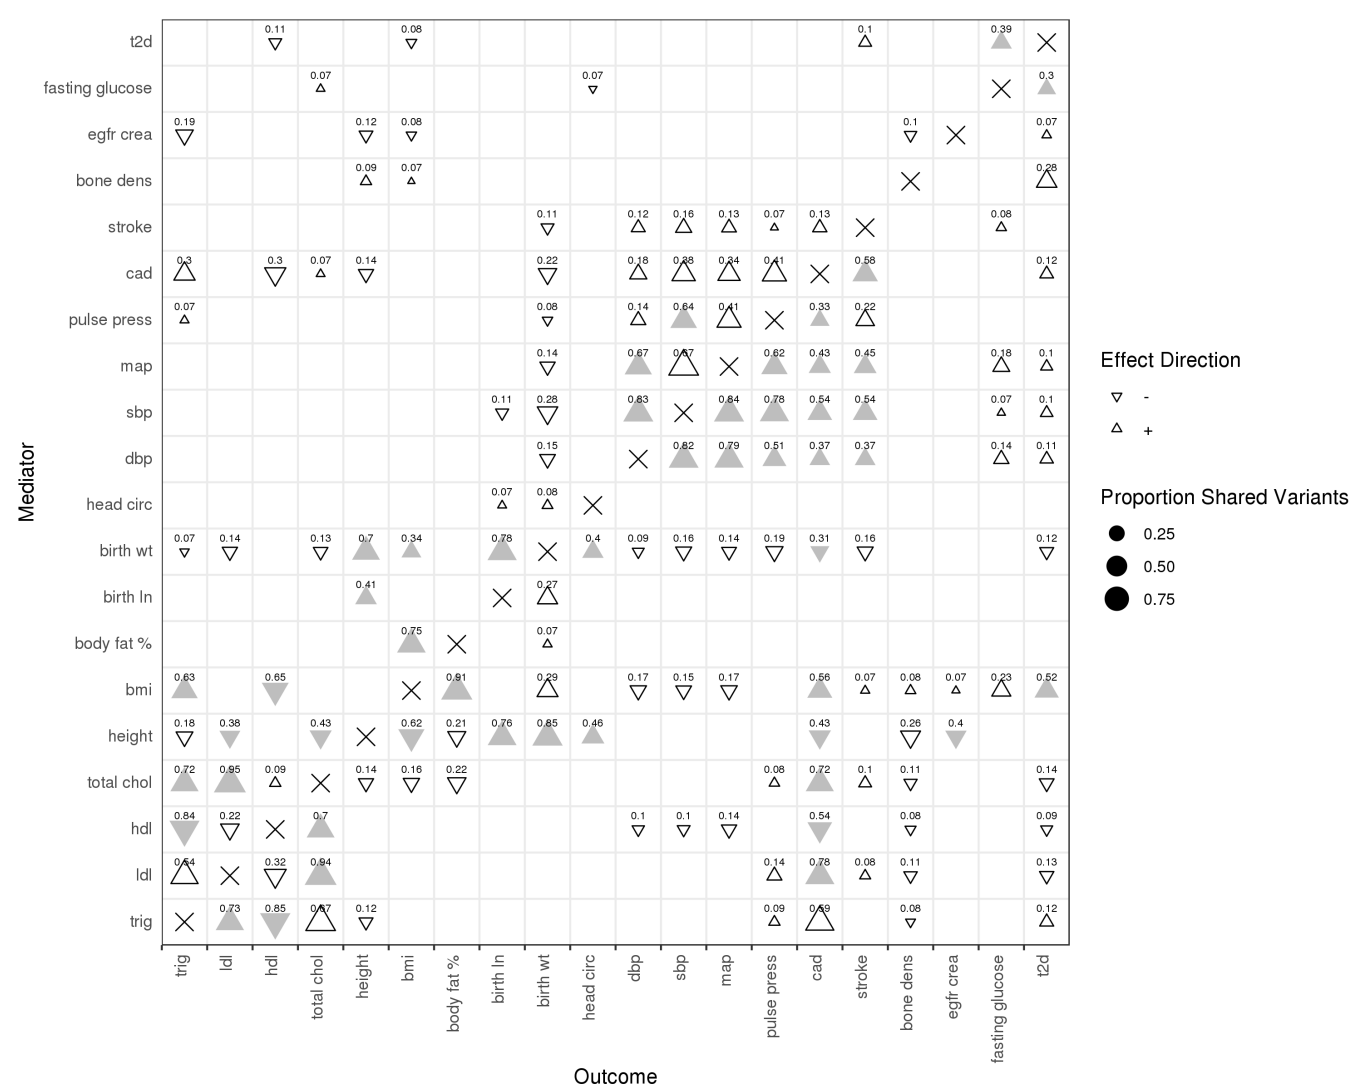 t2d 0.11 0.08 0.1 0.39
fasting glucose 0.07 0.07 0.3
egfr crea 0.19 0.12 0.08 0.1 0.07
bone dens 0.09 0.07 0.28
stroke 0.11 0.12 0.16 0.13 0.07 0.13 0.08
cad 0.3 0.3 0.07 0.14 0.22 0.18 0.38 0.34 0.41 0.58 0.12
pulse press 0.07 0.08 0.14 0.64 0.41 0.33 0.22
map 0.14 0.67 0.67 0.62 0.43 0.45 0.18 0.1
sbp 0.11 0.28 0.83 0.84 0.78 0.54 0.54 0.07 0.1
dbp 0.15 0.82 0.79 0.51 0.37 0.37 0.14 0.11
head circ 0.07 0.08
birth wt 0.07 0.14 0.13 0.7 0.34 0.78 0.4 0.09 0.16 0.14 0.19 0.31 0.16 0.12
birth ln 0.41 0.27
body fat % 0.75 0.07
bmi 0.63 0.65 0.91 0.29 0.17 0.15 0.17 0.56 0.07 0.08 0.07 0.23 0.52
height 0.18 0.38 0.43 0.62 0.21 0.76 0.85 0.46 0.43 0.26 0.4
total chol 0.72 0.95 0.09 0.14 0.16 0.22 0.08 0.72 0.1 0.11 0.14
hdl 0.84 0.22 0.7 0.1 0.1 0.14 0.54 0.08 0.09
ldl 0.54 0.32 0.94 0.14 0.78 0.08 0.11 0.13
trig 0.73 0.85 0.67 0.12 0.09 0.59 0.08 0.12
Mediator
trig
ldl
hdl
total chol
height
bmi
body fat %
birth ln
birth wt
head circ
dbp
sbp
map
pulse press
cad
stroke
bone dens
egfr crea
fasting glucose
t2d
Outcome
Effect Direction
-
+
Proportion Shared Variants
0.25
0.50
0.75